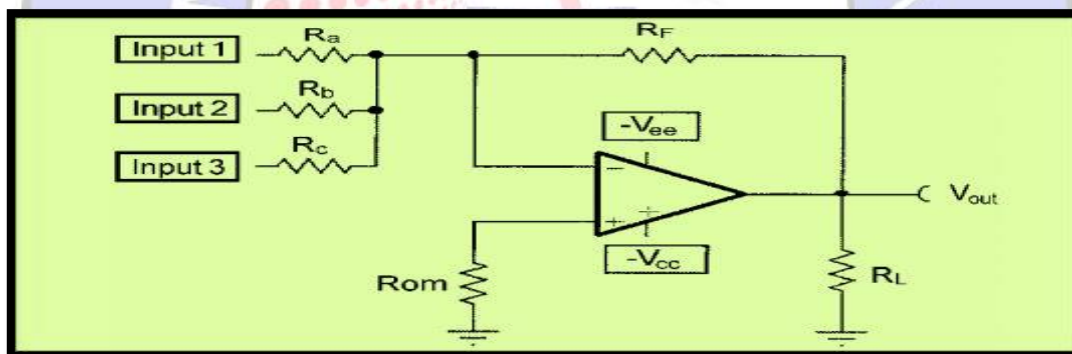 Input 1
Ra
RF
Input 2
Rb
Input 3
Rc
-Vee
−
+
+
-Vcc
Vout
Rom
RL